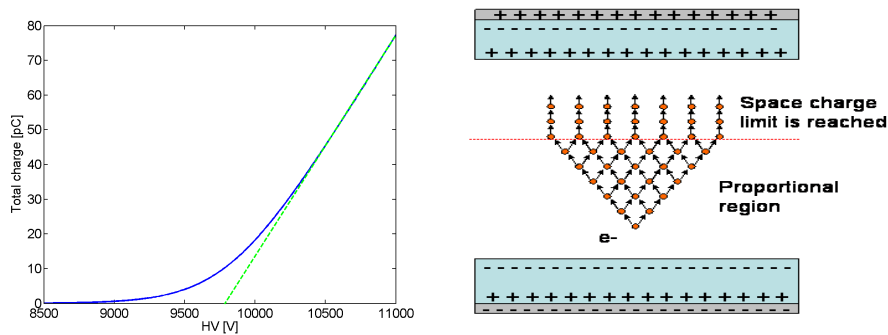 80
70
60
50
40
30
20
10
0
Total charge [pC]
8500
9000
9500
10000
10500
11000
HV [V]
+ + + + + + + + + + + + + +
- - - - - - - - - - - - - - - -
+ + + + + + + + + + + + + +
Space charge
limit is reached
Proportional
region
e-
- - - - - - - - - - - - - - - -
+ + + + + + + + + + + + + +
- - - - - - - - - - - - - - - -